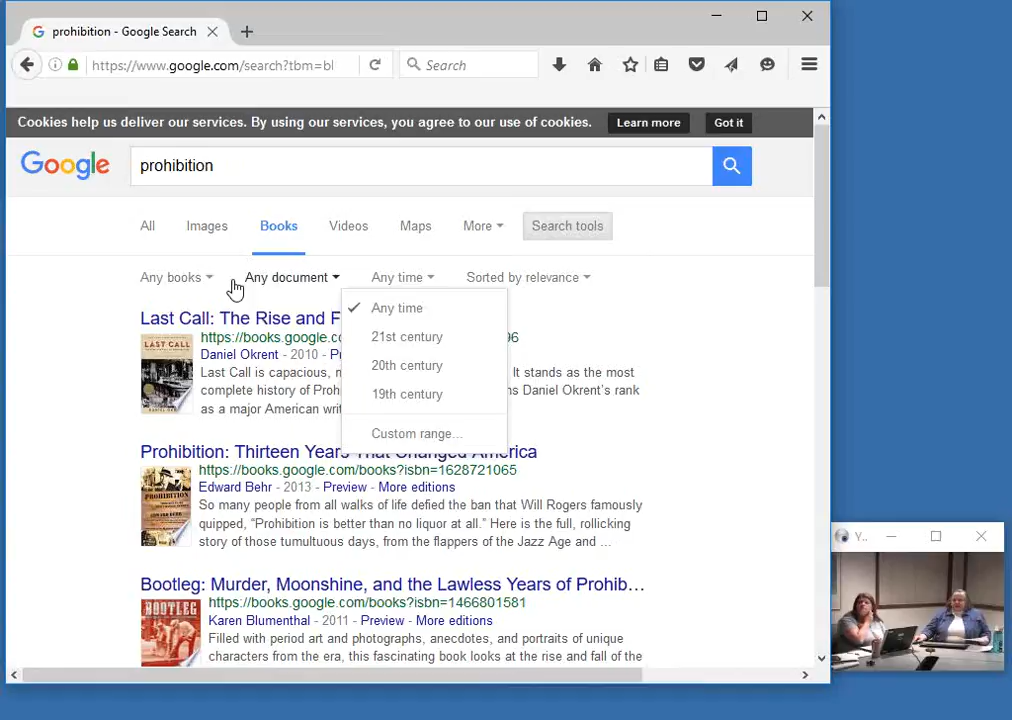 prohibition - Google Search
https://www.google.com/search?tbm=bl
Search
Cookies help us deliver our services. By using our services, you agree to our use of cookies.
Learn more
Got it
Google
prohibition
All Images Books Videos Maps More Search tools
Any books Any document Any time Sorted by relevance
Any time
21st century
20th century
19th century
Custom range...
Last Call: The Rise and F
https://books.google.c 96
Daniel Okrent - 2010 - Pr
Last Call is capacious, m It stands as the most
complete history of Proh ns Daniel Okrent's rank
as a major American writ
Prohibition: Thirteen Years That Changed America
https://books.google.com/books?isbn=1628721065
Edward Behr - 2013 - Preview - More editions
So many people from all walks of life defied the ban that Will Rogers famously
quipped, “Prohibition is better than no liquor at all.” Here is the full, rollicking
story of those tumultuous days, from the flappers of the Jazz Age and ...
Bootleg: Murder, Moonshine, and the Lawless Years of Prohib...
https://books.google.com/books?isbn=1466801581
Karen Blumenthal - 2011 - Preview - More editions
Filled with period art and photographs, anecdotes, and portraits of unique
characters from the era, this fascinating book looks at the rise and fall of the
LAST CALL
PROHIBITION
BOOTLEG
Y...